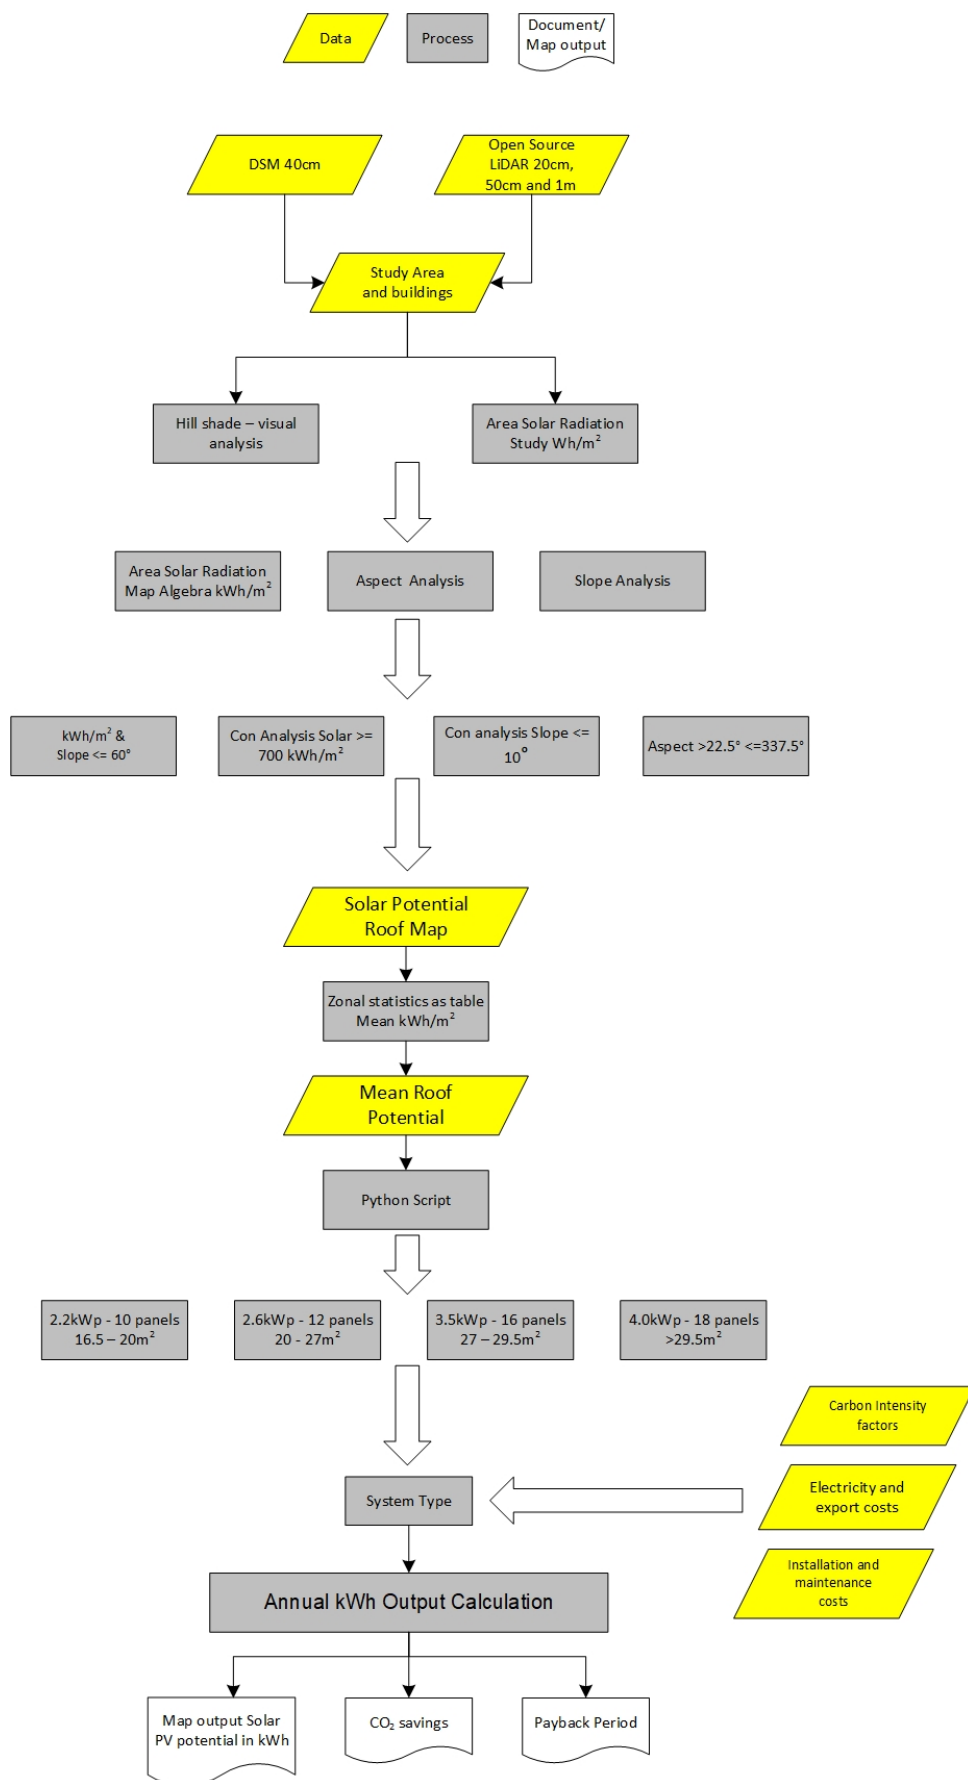 Data
Process
Document/
Map output
DSM 40cm
Open Source
LiDAR 20cm,
50cm and 1m
Study Area
and buildings
Hill shade – visual
analysis
Area Solar Radiation
Study Wh/m²
Area Solar Radiation
Map Algebra kWh/m²
Aspect Analysis
Slope Analysis
kWh/m² &
Slope <= 60°
Con Analysis Solar >=
700 kWh/m²
Con analysis Slope <=
10°
Aspect >22.5° <=337.5°
Solar Potential
Roof Map
Zonal statistics as table
Mean kWh/m²
Mean Roof
Potential
Python Script
2.2kWp - 10 panels
16.5 – 20m²
2.6kWp - 12 panels
20 - 27m²
3.5kWp - 16 panels
27 – 29.5m²
4.0kWp - 18 panels
>29.5m²
Carbon Intensity
factors
System Type
Electricity and
export costs
Installation and
maintenance
costs
Annual kWh Output Calculation
Map output Solar
PV potential in kWh
CO₂ savings
Payback Period